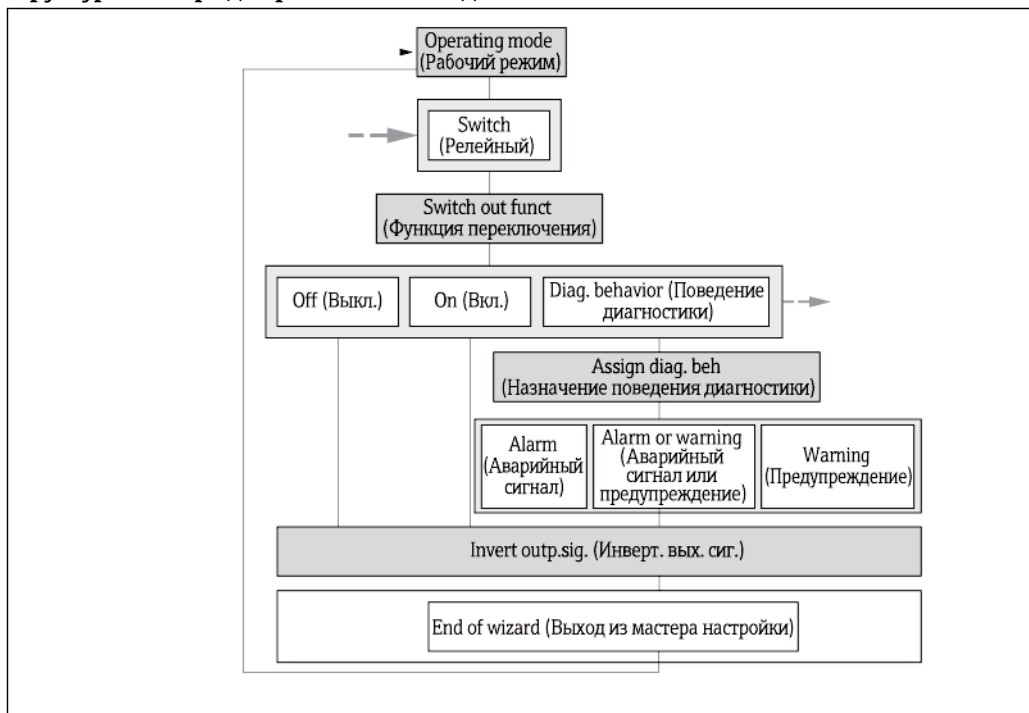 Operating mode
(Рабочий режим)
Switch
(Релейный)
Switch out funct
(Функция переключения)
Off (Выкл.)
On (Вкл.)
Diag. behavior (Поведение
диагностики)
Assign diag. beh
(Назначение поведения диагностики)
Alarm
(Аварийный
сигнал)
Alarm or warning
(Аварийный
сигнал или
предупреждение)
Warning
(Предупреждение)
Invert outp.sig. (Инверт. вых. сиг.)
End of wizard (Выход из мастера настройки)